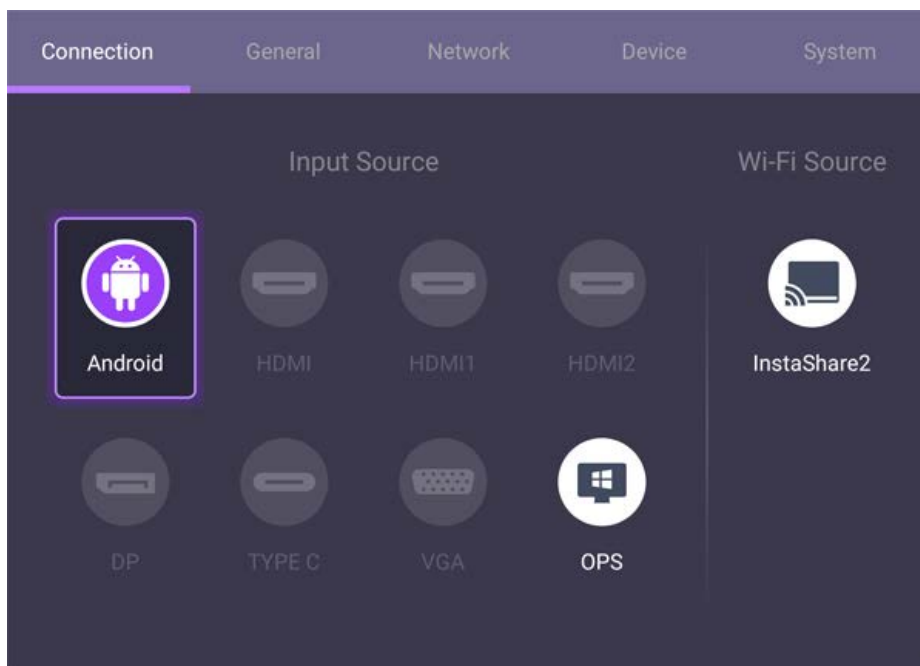 Connection General Network Device System
Input Source Wi-Fi Source
Android HDMI HDMI1 HDMI2 InstaShare2
DP TYPE C VGA OPS